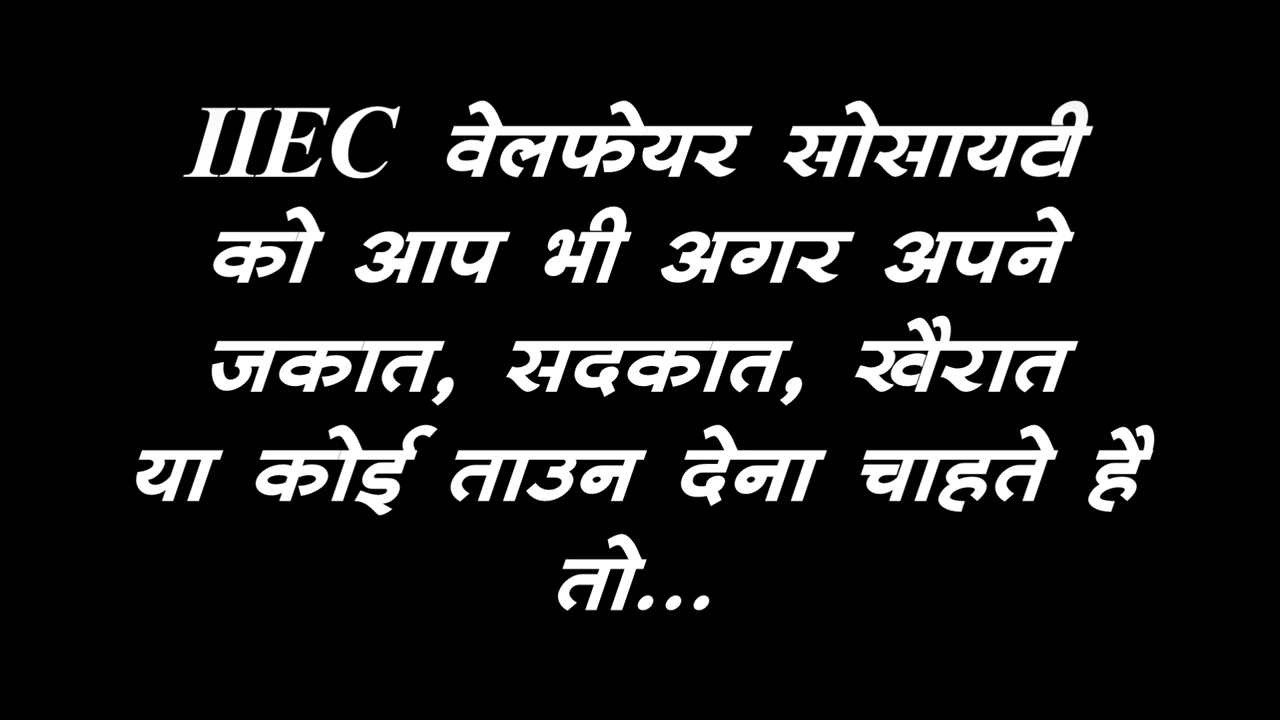 IIEC वेलफेयर सोसायटी
को आप भी अगर अपने
जकात, सदकात, खैरात
या कोई ताउन देना चाहते है
तो...